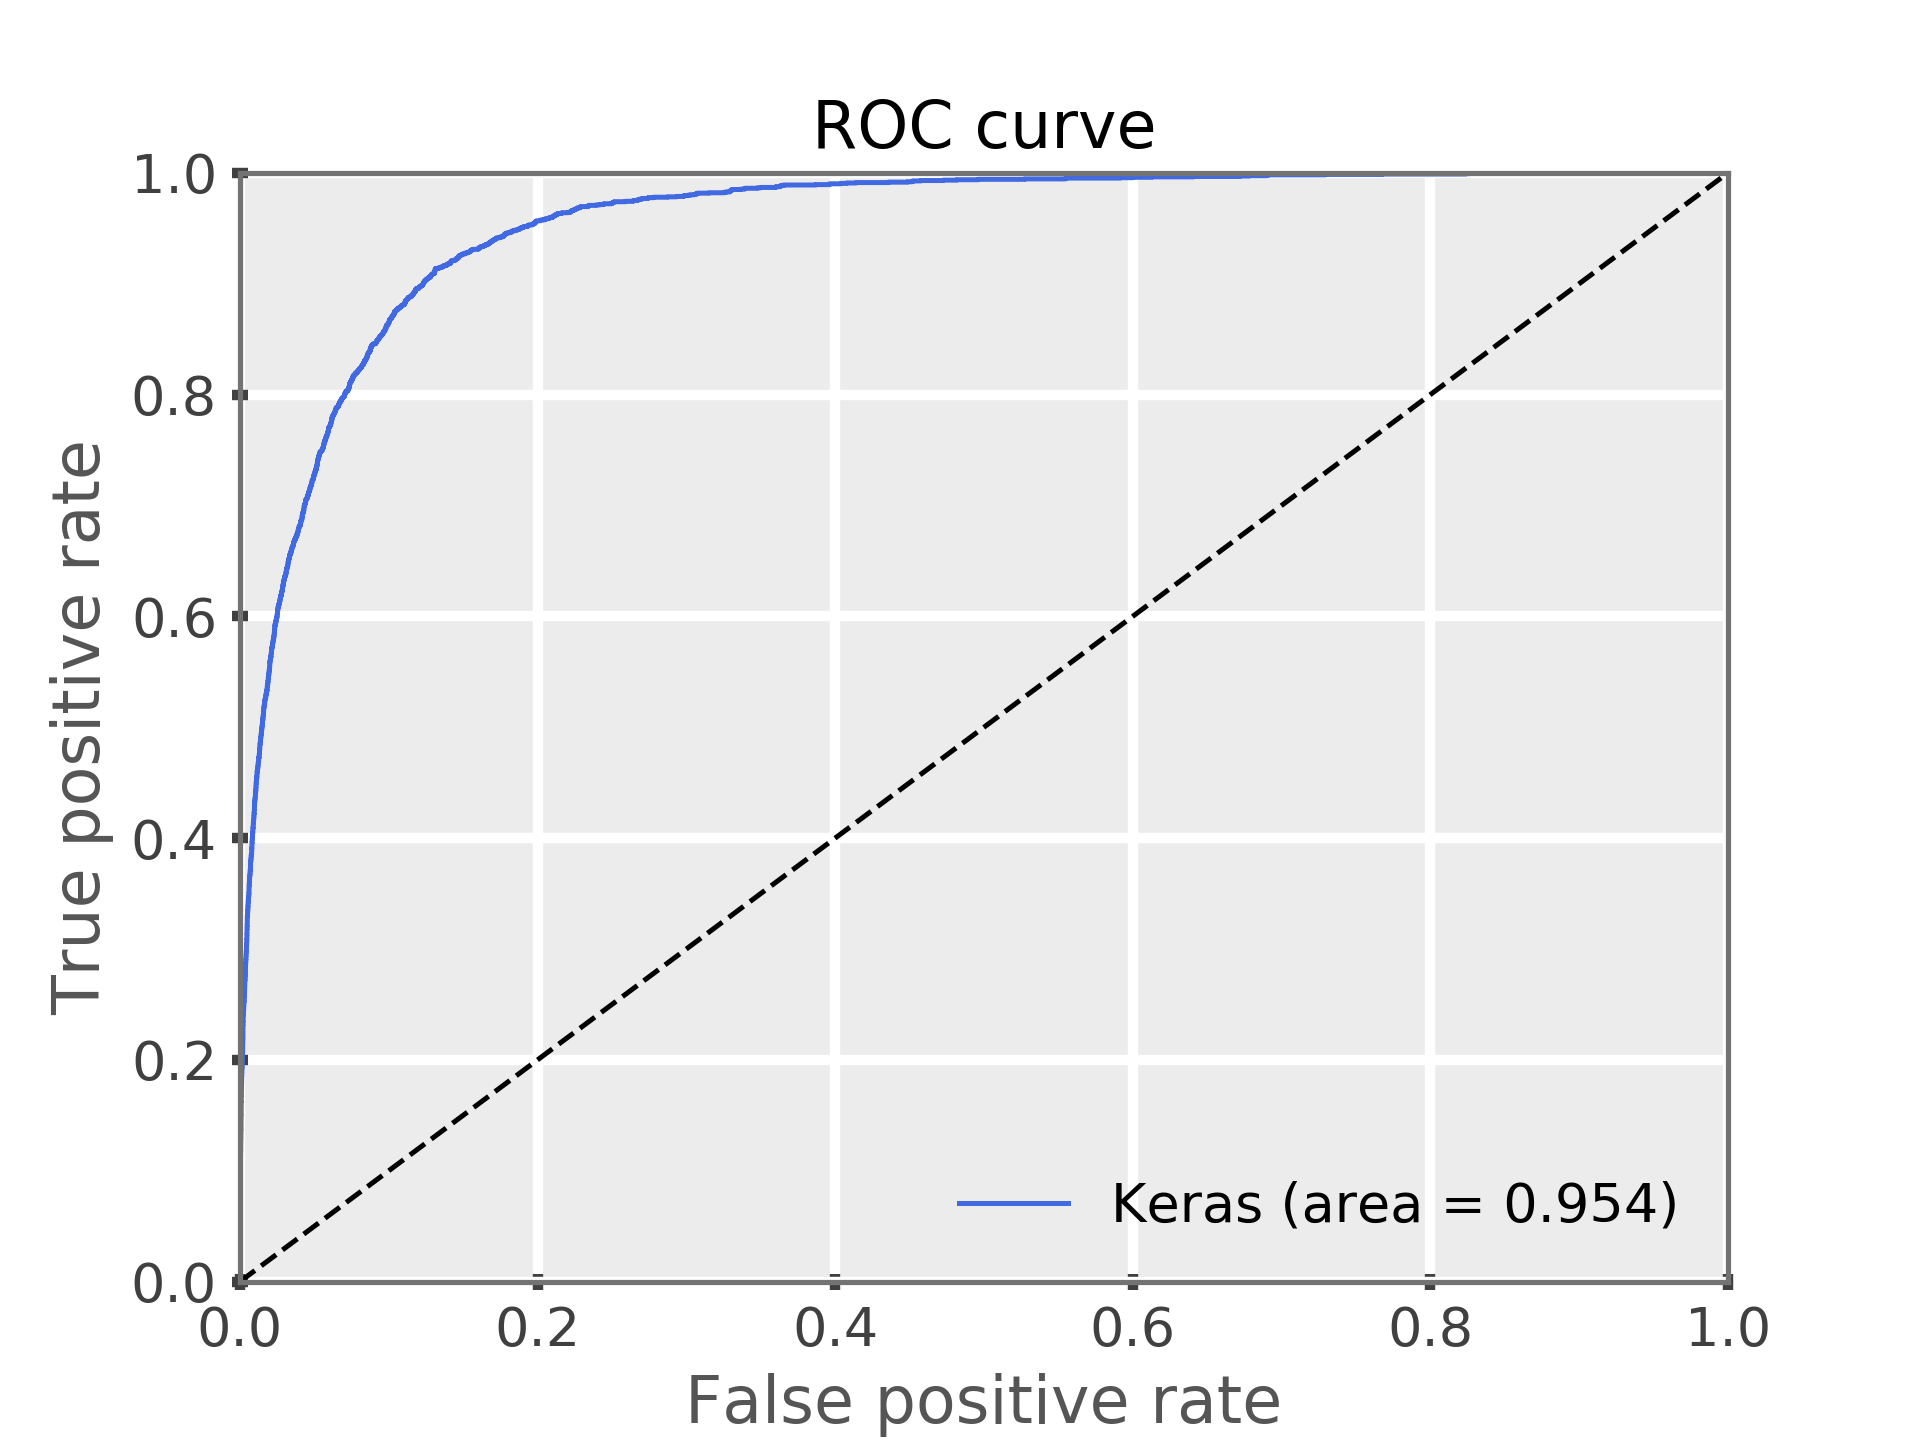 ROC curve
1.0
0.8
0.6
0.4
0.2
0.0
True positive rate
Keras (area = 0.954)
0.0 0.2 0.4 0.6 0.8 1.0
False positive rate